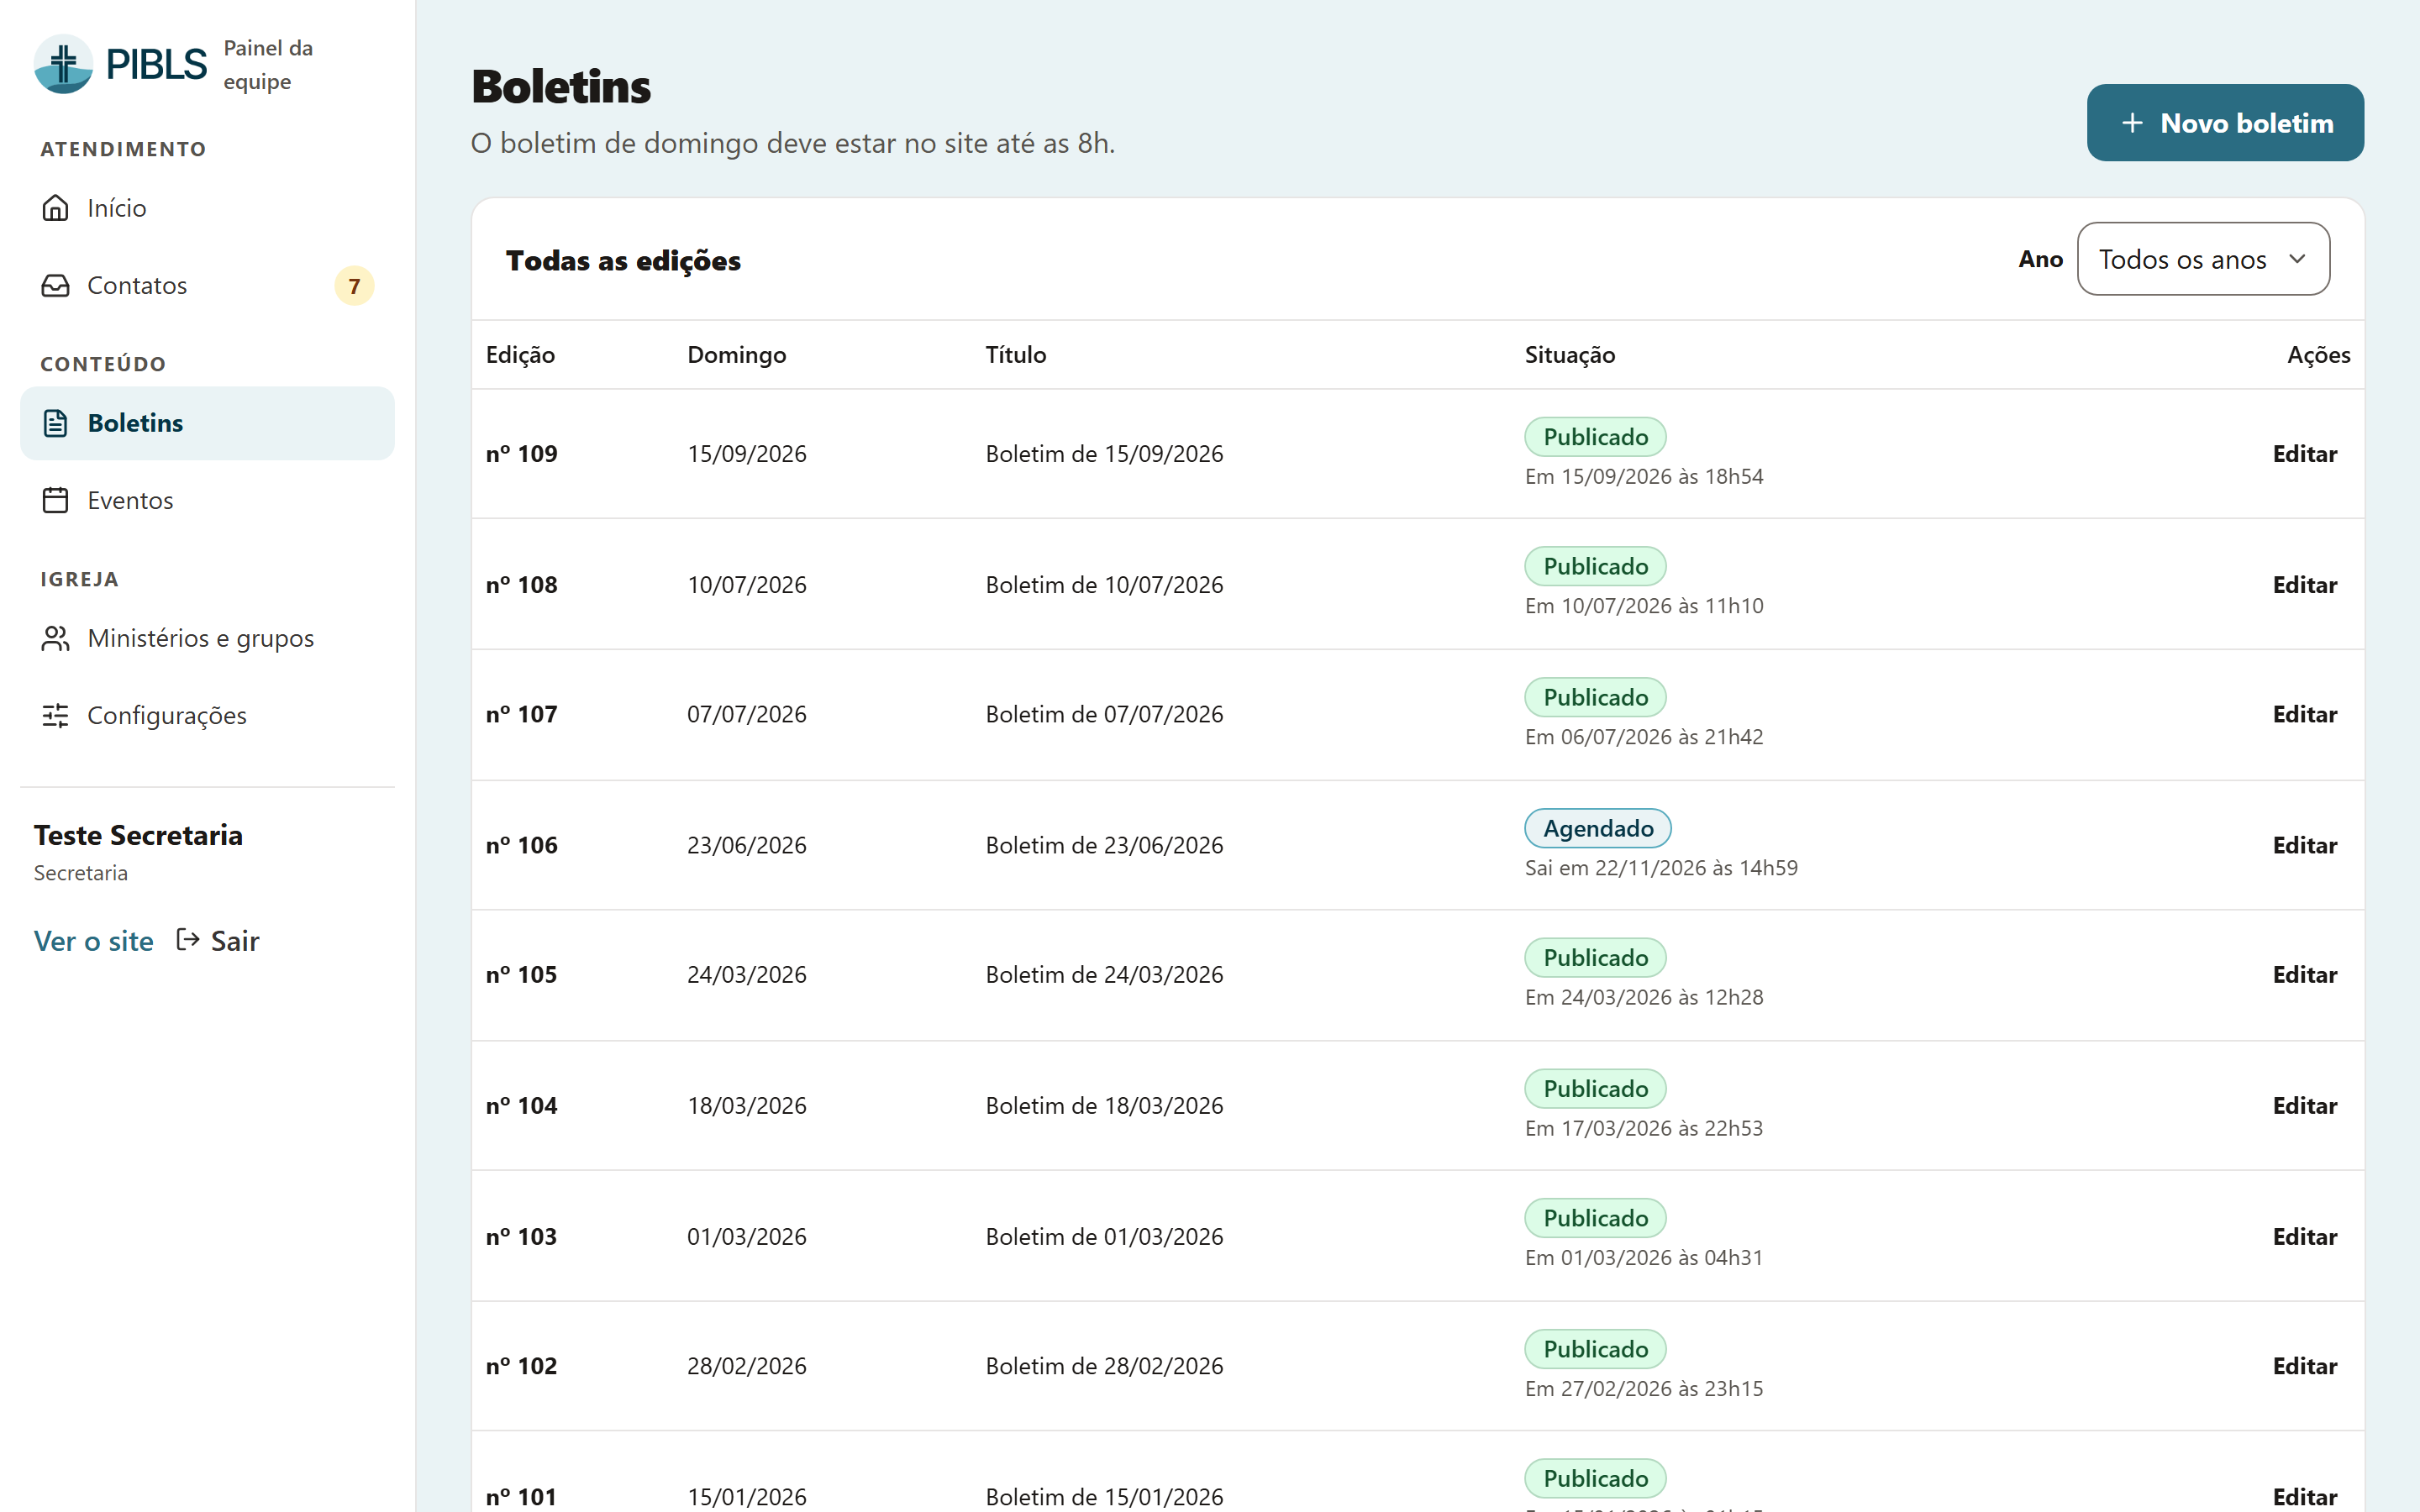 PIBLS
Painel da
equipe
ATENDIMENTO
Início
Contatos
7
CONTEÚDO
Boletins
Eventos
IGREJA
Ministérios e grupos
Configurações
Teste Secretaria
Secretaria
Ver o site
Sair
Boletins
O boletim de domingo deve estar no site até as 8h.
+ Novo boletim
Todas as edições
Ano
Todos os anos
Edição Domingo Título Situação Ações
nº 109 15/09/2026 Boletim de 15/09/2026 Publicado Editar
Em 15/09/2026 às 18h54
nº 108 10/07/2026 Boletim de 10/07/2026 Publicado Editar
Em 10/07/2026 às 11h10
nº 107 07/07/2026 Boletim de 07/07/2026 Publicado Editar
Em 06/07/2026 às 21h42
nº 106 23/06/2026 Boletim de 23/06/2026 Agendado Editar
Sai em 22/11/2026 às 14h59
nº 105 24/03/2026 Boletim de 24/03/2026 Publicado Editar
Em 24/03/2026 às 12h28
nº 104 18/03/2026 Boletim de 18/03/2026 Publicado Editar
Em 17/03/2026 às 22h53
nº 103 01/03/2026 Boletim de 01/03/2026 Publicado Editar
Em 01/03/2026 às 04h31
nº 102 28/02/2026 Boletim de 28/02/2026 Publicado Editar
Em 27/02/2026 às 23h15
nº 101 15/01/2026 Boletim de 15/01/2026 Publicado Editar